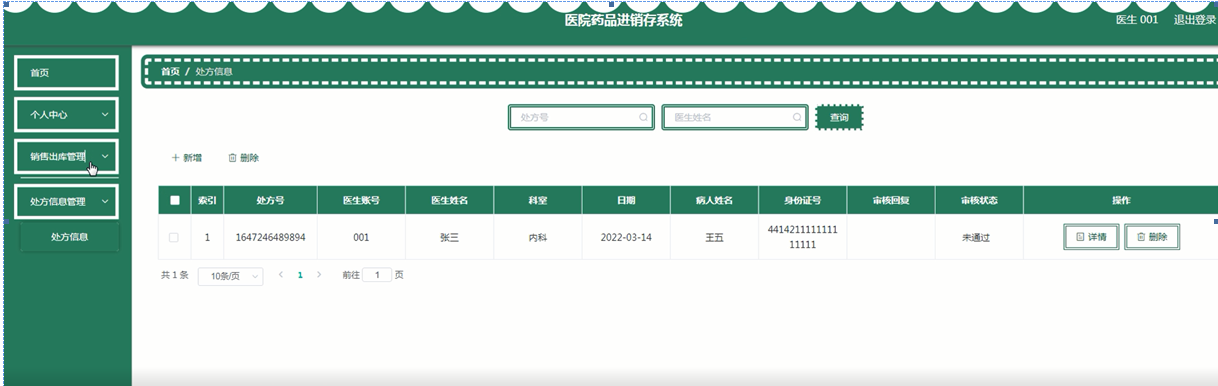 医院药品进销存系统
医生 001 退出登录
首页
个人中心
销售出库管理
处方信息管理
处方信息
首页 / 处方信息
处方号 医生姓名 查询
新增 删除
索引 处方号 医生账号 医生姓名 科室 日期 病人姓名 身份证号 审核回复 审核状态 操作
1 1647246489894 001 张三 内科 2022-03-14 王五 4414211111111 未通过 详情 删除
11111
共 1 条 10条/页 1 前往 1 页